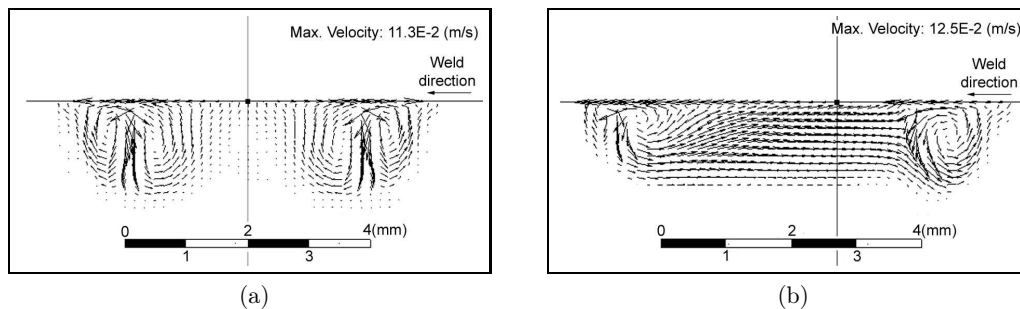 Max. Velocity: 11.3E-2 (m/s)
Weld
direction
0 2 4(mm)
1 3
(a)
Max. Velocity: 12.5E-2 (m/s)
Weld
direction
0 2 4(mm)
1 3
(b)